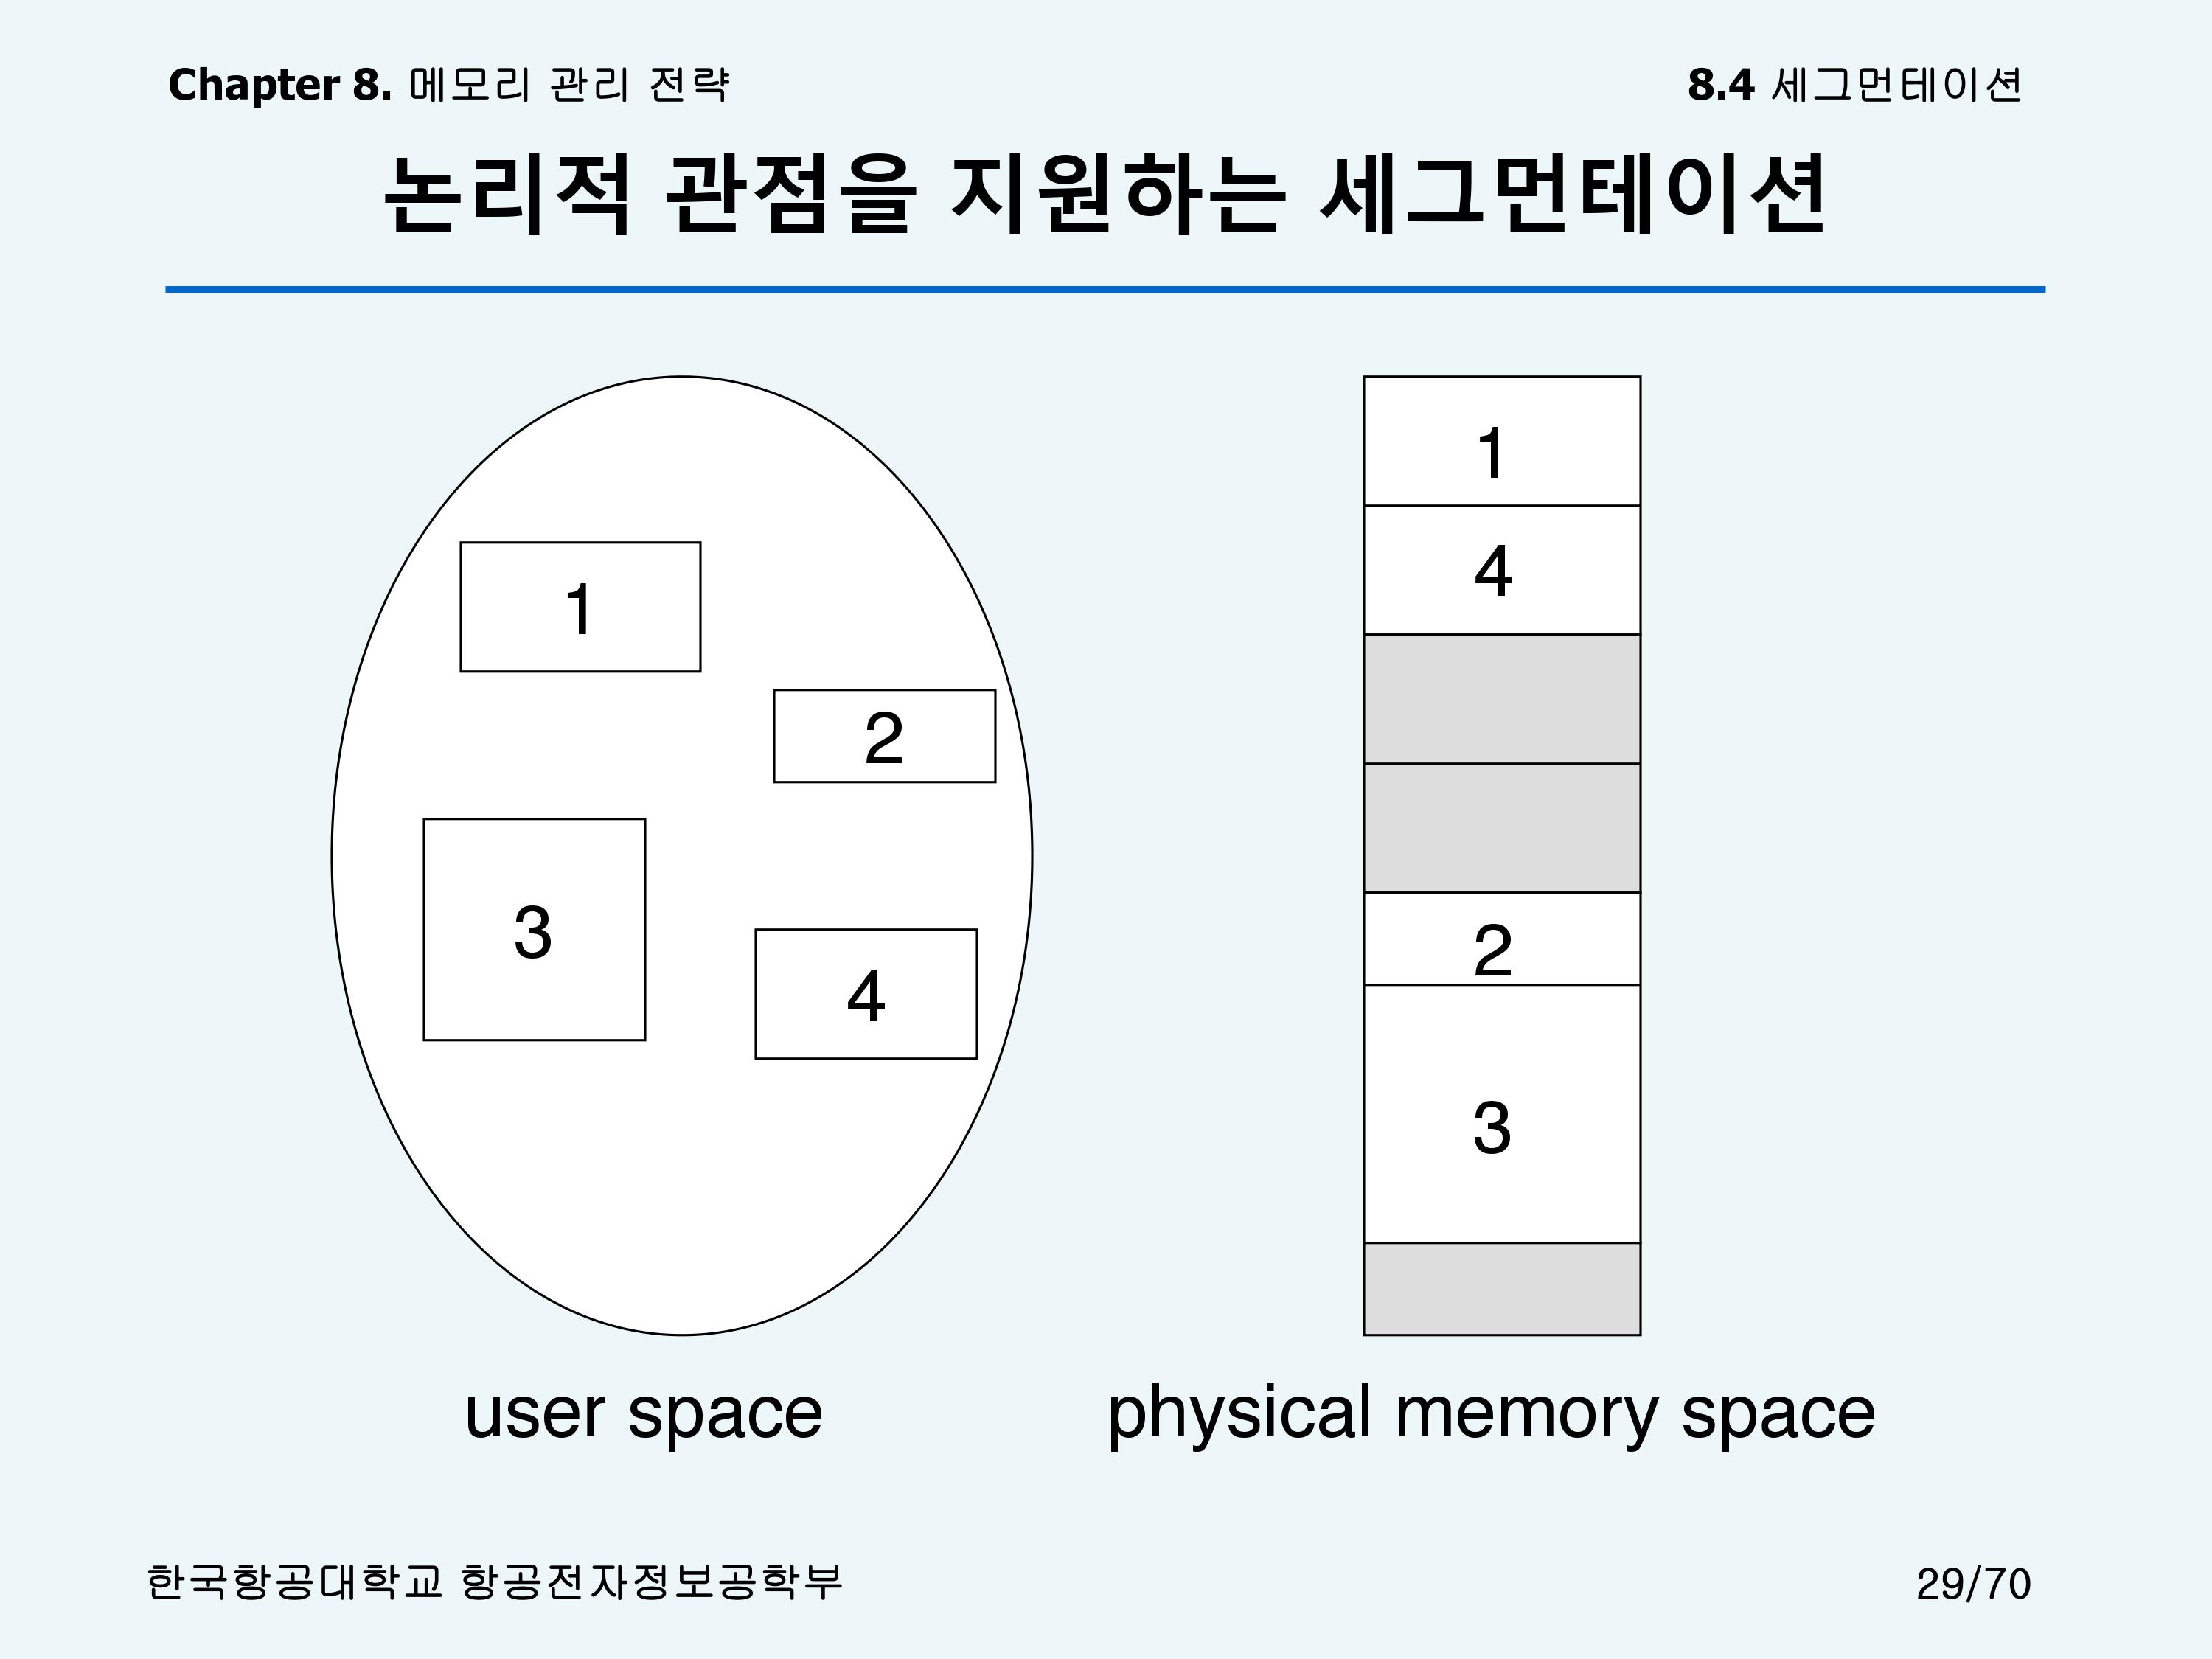 Chapter 8. 메모리 관리 전략
8.4 세그먼테이션
논리적 관점을 지원하는 세그먼테이션
1
2
3
4
1
4
2
3
user space
physical memory space
한국항공대학교 항공전자정보공학부
29/70